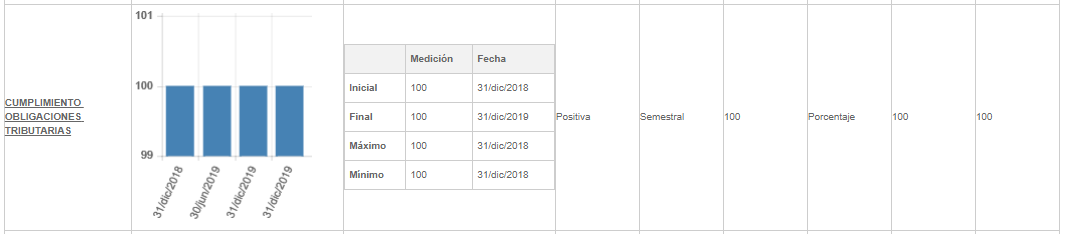 CUMPLIMIENTO
OBLIGACIONES
TRIBUTARIAS
101
100
99
31/dic/2018
30/jun/2019
31/dic/2019
31/dic/2019
Medición Fecha
Inicial 100 31/dic/2018
Final 100 31/dic/2019
Máximo 100 31/dic/2018
Mínimo 100 31/dic/2018
Positiva
Semestral
100
Porcentaje
100
100